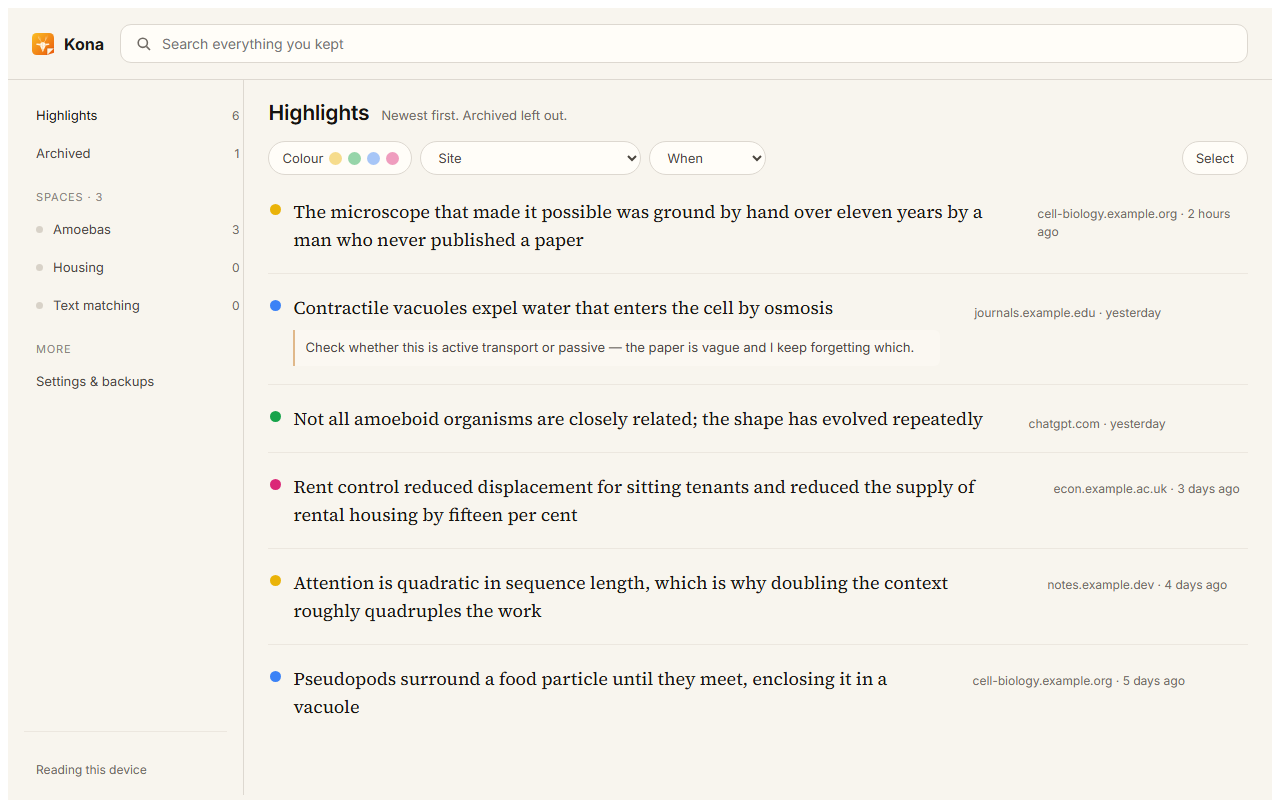 Kona
Search everything you kept
Highlights 6
Archived 1
SPACES · 3
Amoebas 3
Housing 0
Text matching 0
MORE
Settings & backups
Reading this device
Highlights Newest first. Archived left out.
Colour Site When Select
The microscope that made it possible was ground by hand over eleven years by a
man who never published a paper
cell-biology.example.org · 2 hours
ago
Contractile vacuoles expel water that enters the cell by osmosis
journals.example.edu · yesterday
Check whether this is active transport or passive — the paper is vague and I keep forgetting which.
Not all amoeboid organisms are closely related; the shape has evolved repeatedly
chatgpt.com · yesterday
Rent control reduced displacement for sitting tenants and reduced the supply of
rental housing by fifteen per cent
econ.example.ac.uk · 3 days ago
Attention is quadratic in sequence length, which is why doubling the context
roughly quadruples the work
notes.example.dev · 4 days ago
Pseudopods surround a food particle until they meet, enclosing it in a
vacuole
cell-biology.example.org · 5 days ago